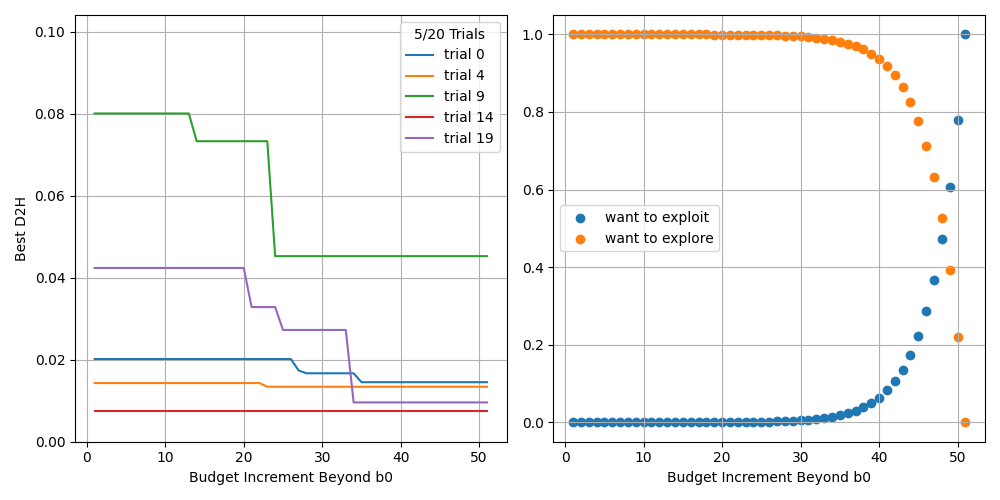 0.10
0.08
0.06
0.04
0.02
0.00
Best D2H
0 10 20 30 40 50
Budget Increment Beyond b0
5/20 Trials
trial 0
trial 4
trial 9
trial 14
trial 19
1.0
0.8
0.6
0.4
0.2
0.0
0 10 20 30 40 50
Budget Increment Beyond b0
want to exploit
want to explore